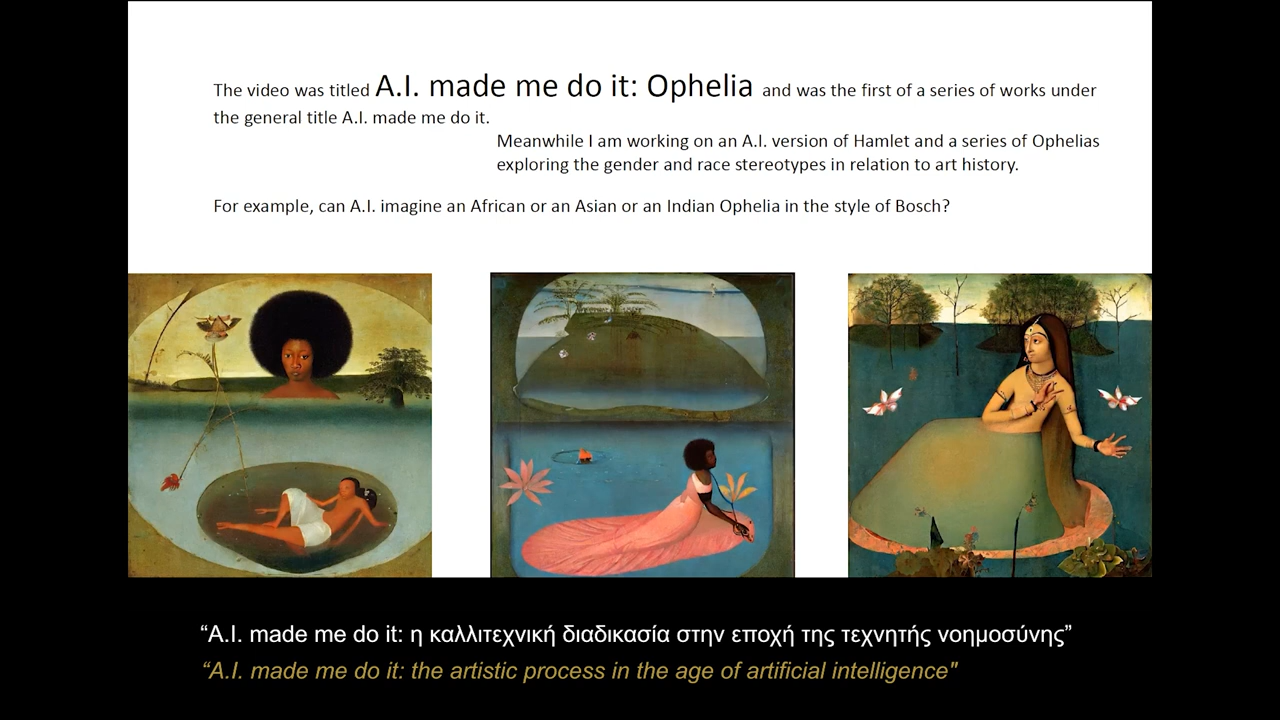 The video was titled A.I. made me do it: Ophelia and was the first of a series of works under
the general title A.I. made me do it.
Meanwhile I am working on an A.I. version of Hamlet and a series of Ophelias
exploring the gender and race stereotypes in relation to art history.
For example, can A.I. imagine an African or an Asian or an Indian Ophelia in the style of Bosch?
“A.I. made me do it: η καλλιτεχνική διαδικασία στην εποχή της τεχνητής νοημοσύνης”
“A.I. made me do it: the artistic process in the age of artificial intelligence"